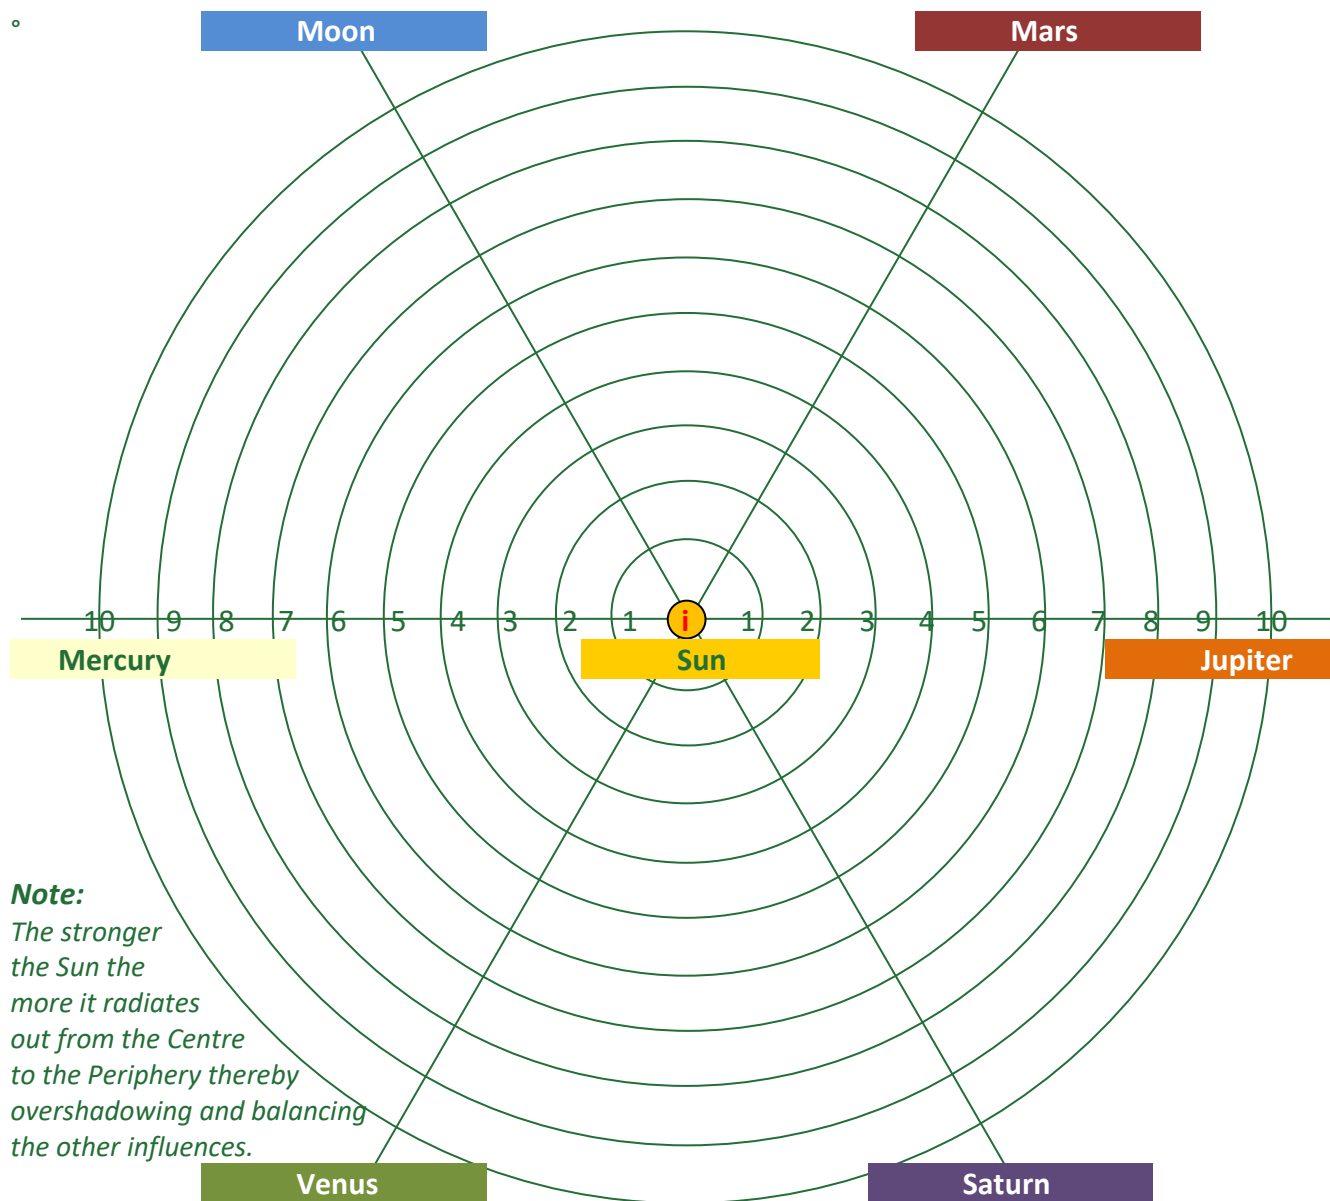 °
Moon
Mars
10 9 8 7 6 5 4 3 2 1 i 1 2 3 4 5 6 7 8 9 10
Mercury
Sun
Jupiter
Note:
The stronger
the Sun the
more it radiates
out from the Centre
to the Periphery thereby
overshadowing and balancing
the other influences.
Venus
Saturn